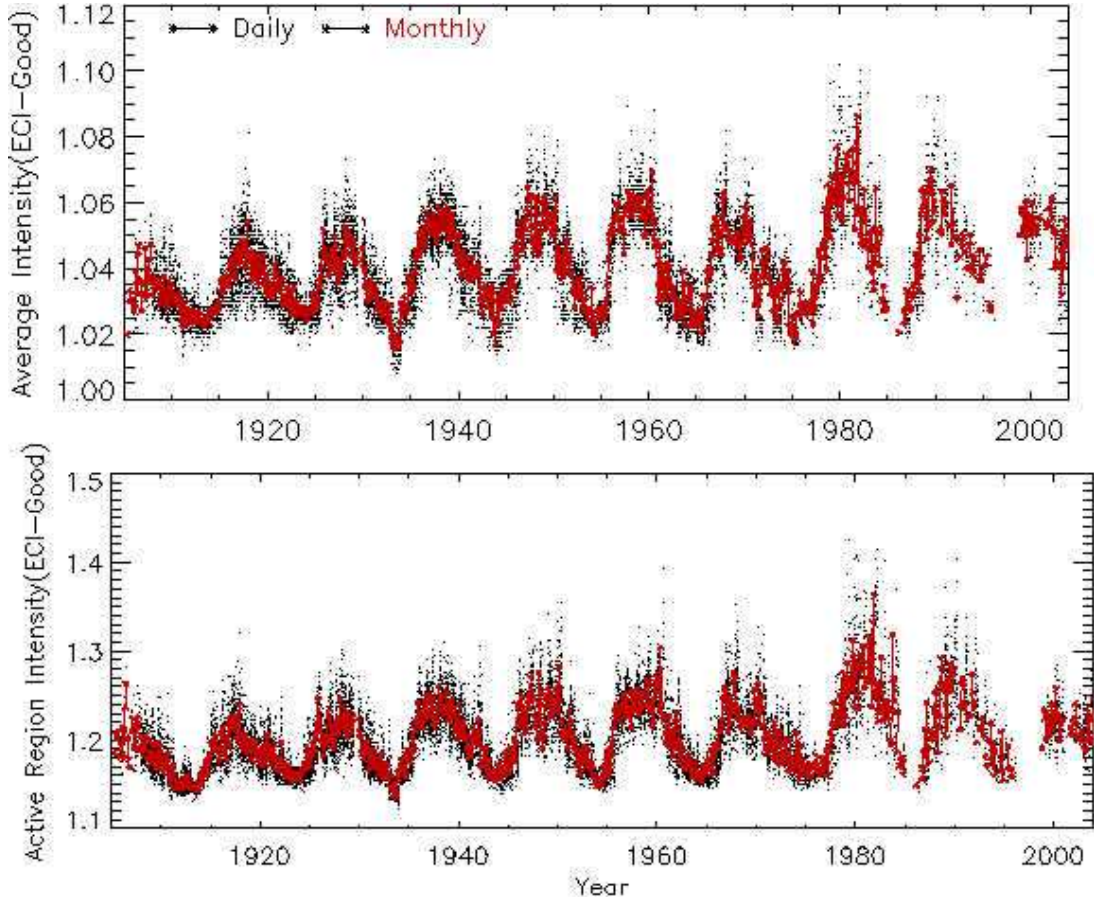 Average Intensity(ECI-Good)
1.12
1.10
1.08
1.06
1.04
1.02
1.00
Daily Monthly
1920 1940 1960 1980 2000
Active Region Intensity(ECI-Good)
1.5
1.4
1.3
1.2
1.1
1920 1940 1960 1980 2000
Year